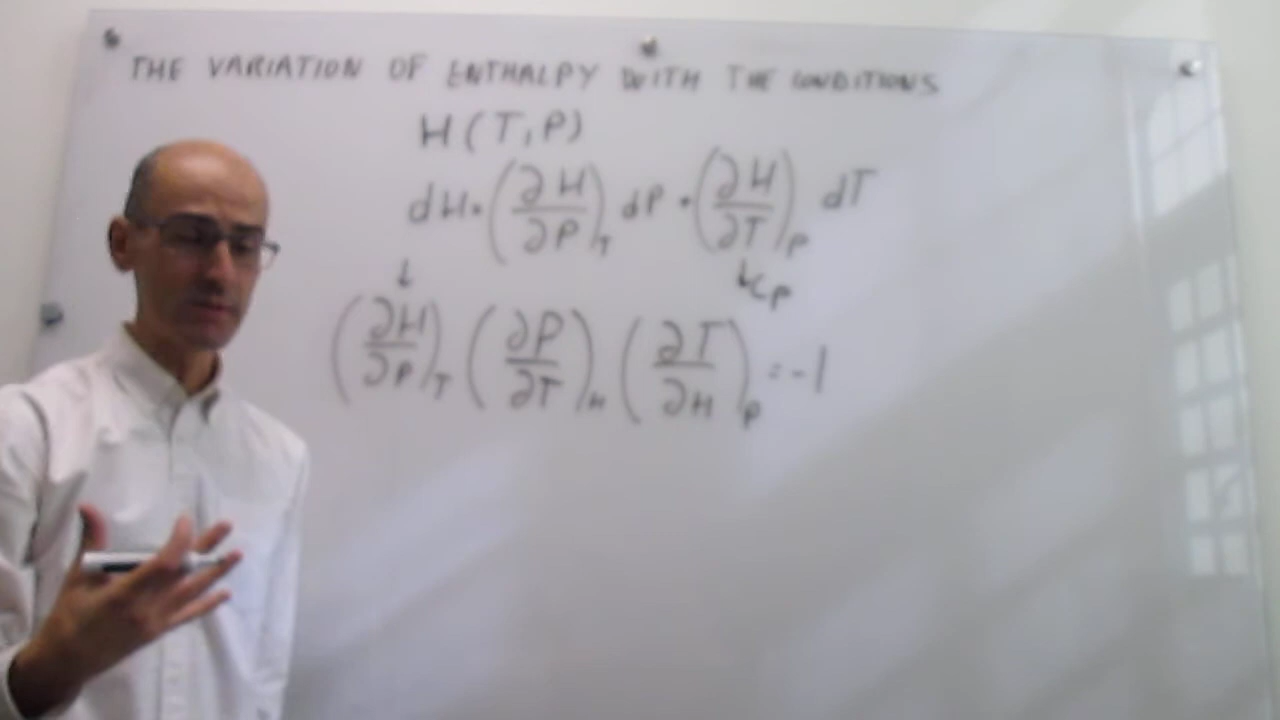 THE VARIATION OF ENTHALPY WITH THE CONDITIONS
H(T,P)
dH = (∂H/∂P)_T dP + (∂H/∂T)_P dT
↓ ↳ C_P
(∂H/∂P)_T (∂P/∂T)_H (∂T/∂H)_P = -1